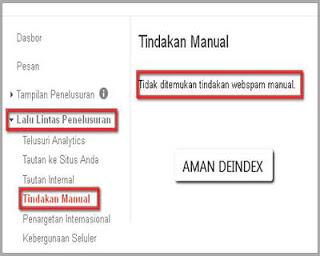 Dasbor
Pesan
Tampilan Penelusuran
Lalu Lintas Penelusuran
Telusuri Analytics
Tautan ke Situs Anda
Tautan Internal
Tindakan Manual
Penargetan Internasional
Kebergunaan Seluler
Tindakan Manual
Tidak ditemukan tindakan webspam manual.
AMAN DEINDEX